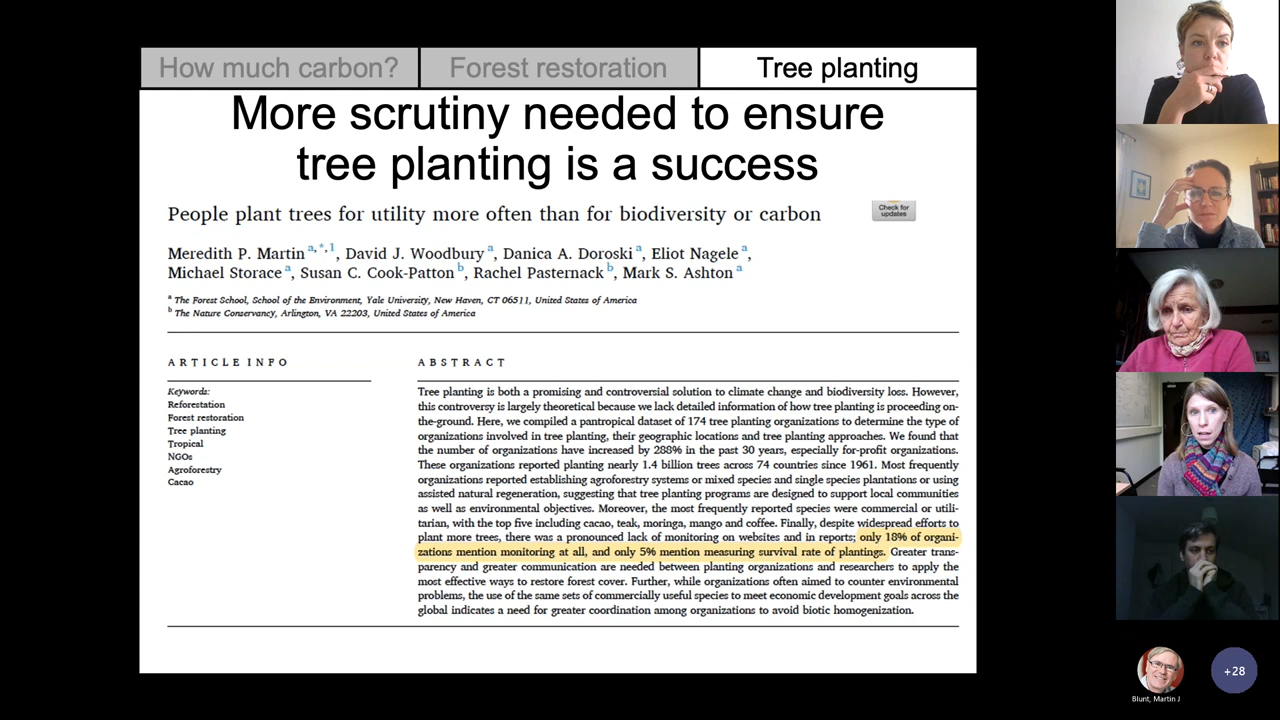 How much carbon?
Forest restoration
Tree planting
More scrutiny needed to ensure
tree planting is a success
People plant trees for utility more often than for biodiversity or carbon
Check for
updates
Meredith P. Martin a,*,1, David J. Woodbury a, Danica A. Doroski a, Eliot Nagele a,
Michael Storace a, Susan C. Cook-Patton b, Rachel Pasternack b, Mark S. Ashton a
a The Forest School, School of the Environment, Yale University, New Haven, CT 06511, United States of America
b The Nature Conservancy, Arlington, VA 22203, United States of America
ARTICLE INFO
Keywords:
Reforestation
Forest restoration
Tree planting
Tropical
NGOs
Agroforestry
Cacao
ABSTRACT
Tree planting is both a promising and controversial solution to climate change and biodiversity loss. However,
this controversy is largely theoretical because we lack detailed information of how tree planting is proceeding on-
the-ground. Here, we compiled a pantropical dataset of 174 tree planting organizations to determine the type of
organizations involved in tree planting, their geographic locations and tree planting approaches. We found that
the number of organizations have increased by 288% in the past 30 years, especially for-profit organizations.
These organizations reported planting nearly 1.4 billion trees across 74 countries since 1961. Most frequently
organizations reported establishing agroforestry systems or mixed species and single species plantations or using
assisted natural regeneration, suggesting that tree planting programs are designed to support local communities
as well as environmental objectives. Moreover, the most frequently reported species were commercial or utili-
tarian, with the top five including cacao, teak, moringa, mango and coffee. Finally, despite widespread efforts to
plant more trees, there was a pronounced lack of monitoring on websites and in reports; only 18% of organi-
zations mention monitoring at all, and only 5% mention measuring survival rate of plantings. Greater trans-
parency and greater communication are needed between planting organizations and researchers to apply the
most effective ways to restore forest cover. Further, while organizations often aimed to counter environmental
problems, the use of the same sets of commercially useful species to meet economic development goals across the
global indicates a need for greater coordination among organizations to avoid biotic homogenization.
+28
Blunt, Martin J